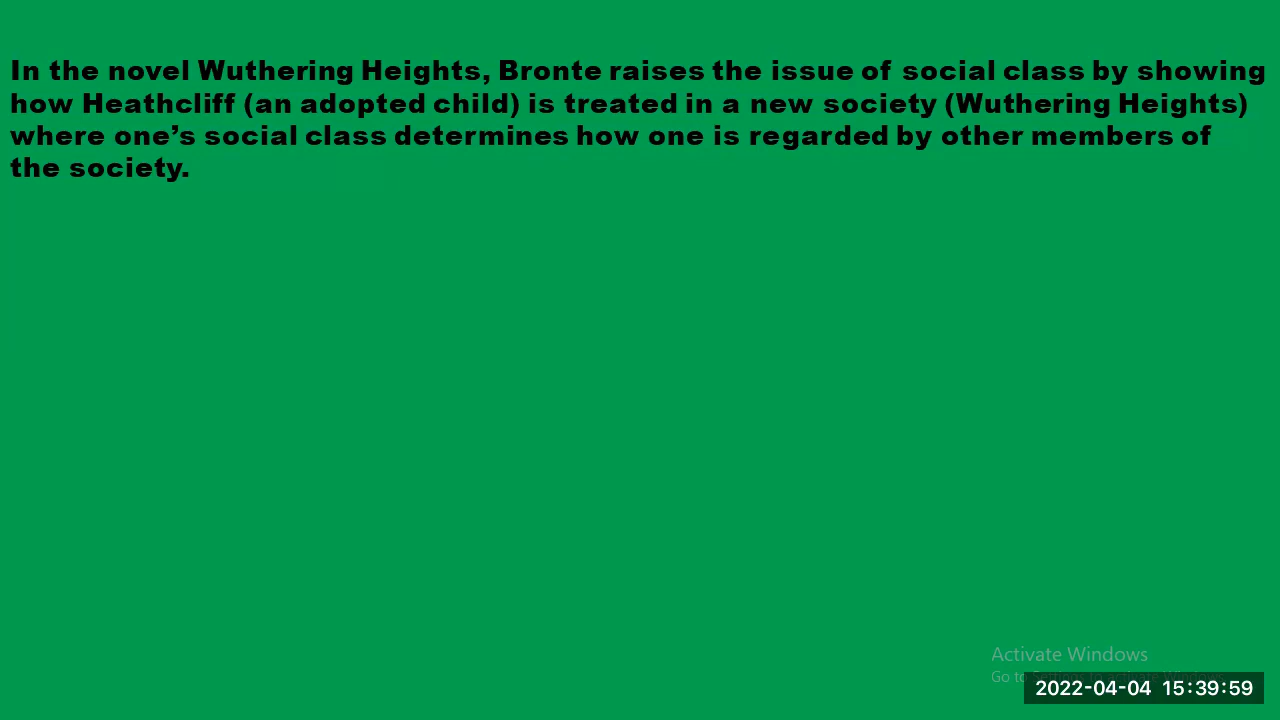 In the novel Wuthering Heights, Bronte raises the issue of social class by showing
how Heathcliff (an adopted child) is treated in a new society (Wuthering Heights)
where one’s social class determines how one is regarded by other members of
the society.
Activate Windows
Go to
2022-04-04 15:39:59